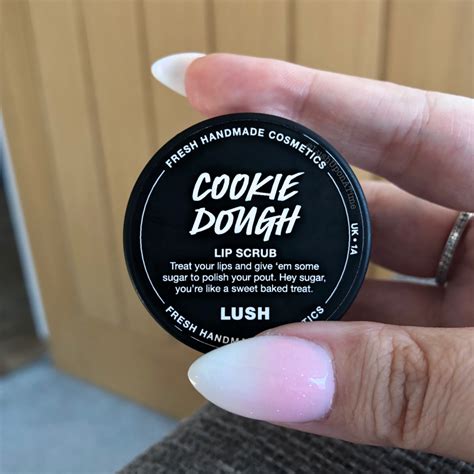 FRESH HANDMADE COSMETICS
COOKIE
DOUGH
LIP SCRUB
Treat your lips and give 'em some
sugar to polish your pout. Hey sugar,
you're like a sweet baked treat.
LUSH
UK • 1A
FRESH HANDMADE COSMETICS